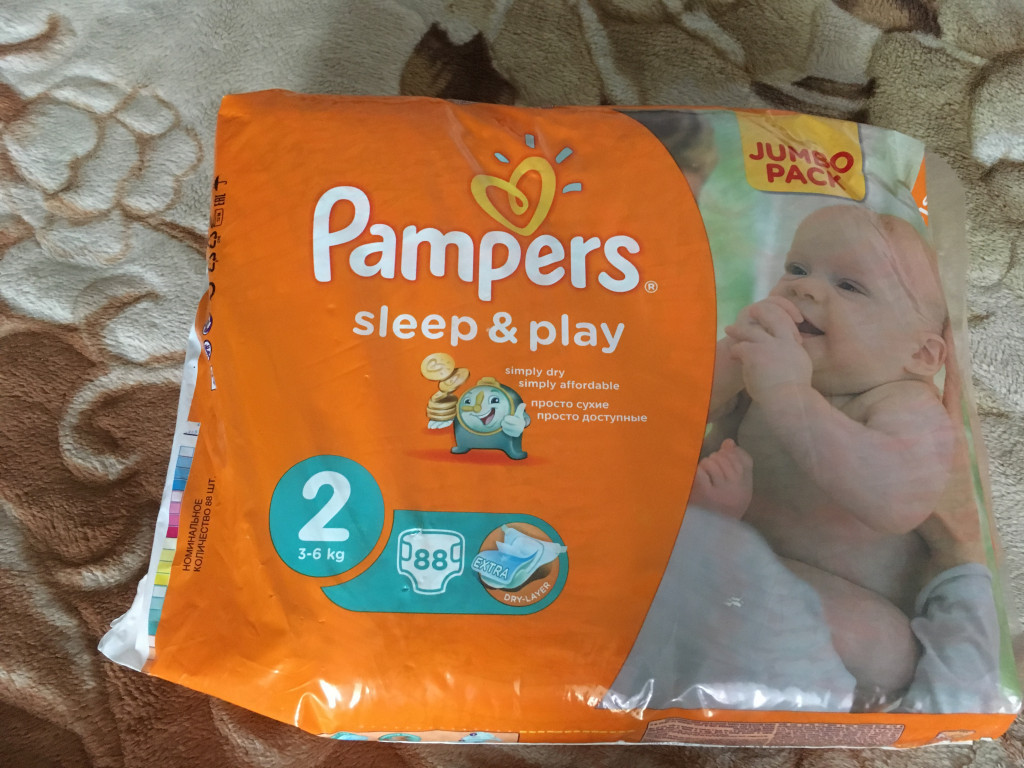 JUMBO
PACK
Pampers®
sleep & play
simply dry
simply affordable
просто сухие
просто доступные
2
3-6 kg
88
EXTRA
DRY-LAYER
НОМИНАЛЬНОЕ
КОЛИЧЕСТВО 88 ШТ.